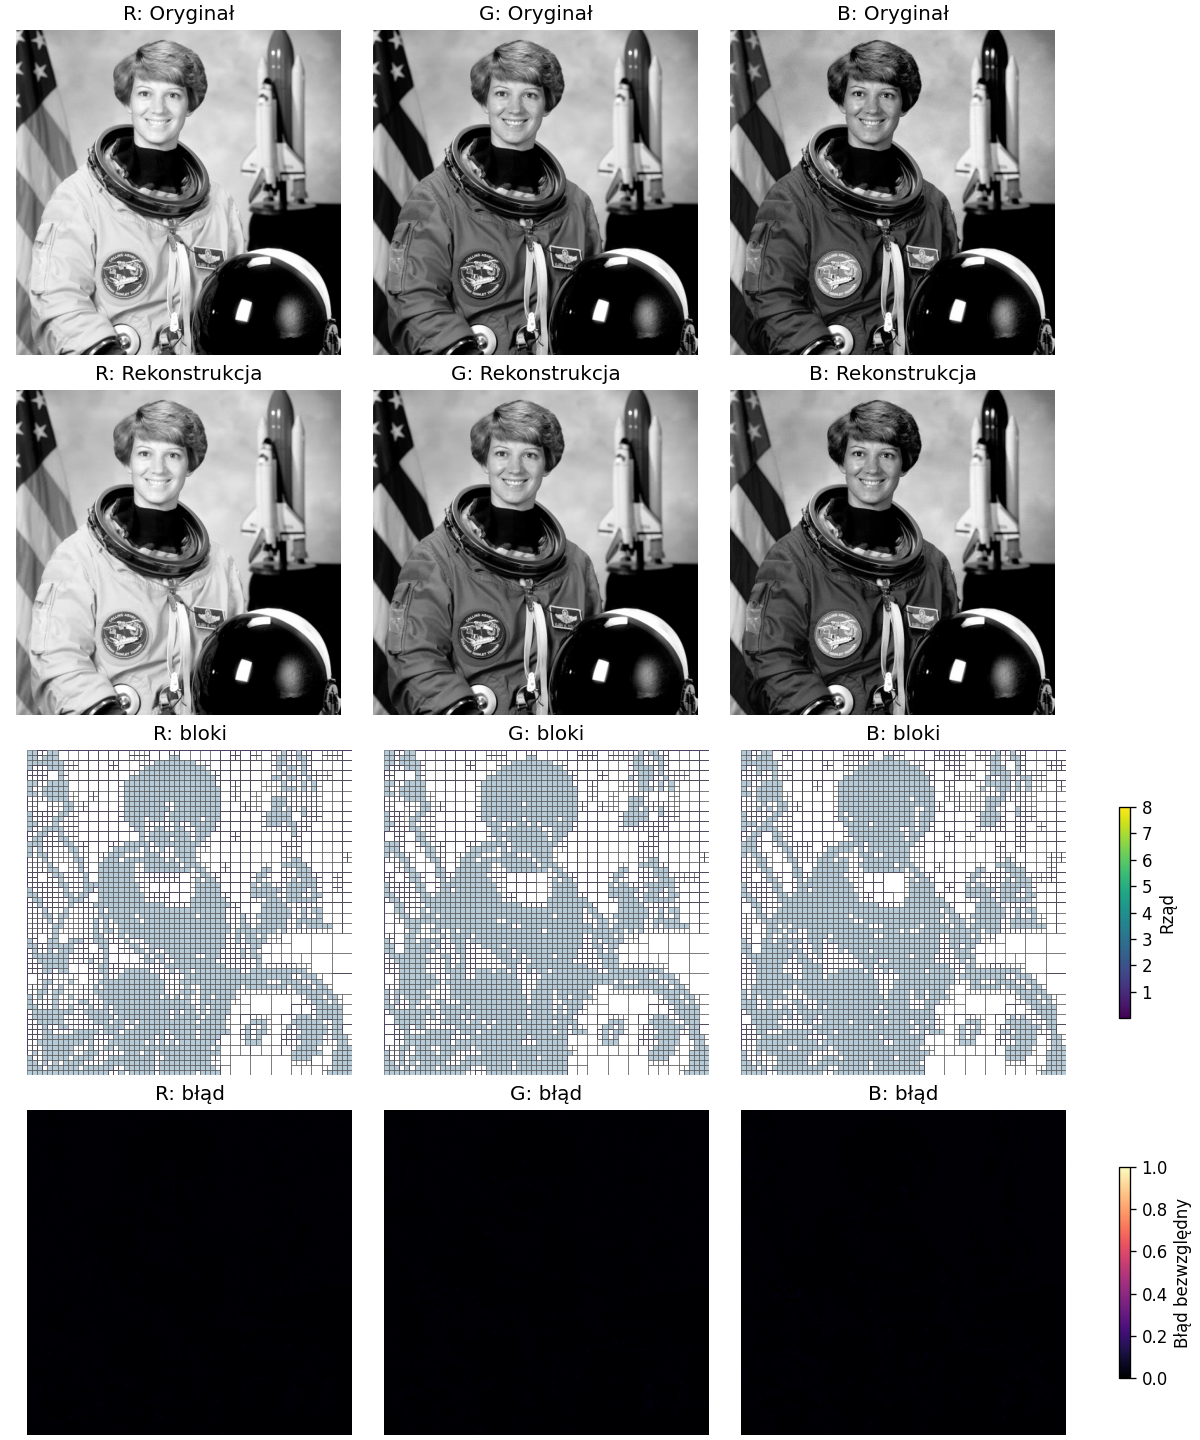 R: Oryginał
G: Oryginał
B: Oryginał
R: Rekonstrukcja
G: Rekonstrukcja
B: Rekonstrukcja
R: bloki
G: bloki
B: bloki
8
7
6
5
4
3
2
1
Rząd
R: błąd
G: błąd
B: błąd
1.0
0.8
0.6
0.4
0.2
0.0
Błąd bezwzględny